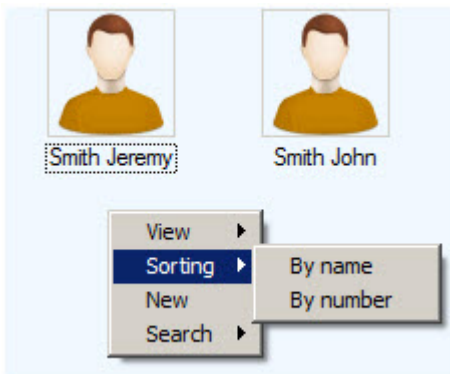 Smith Jeremy
Smith John
View
Sorting
By name
New
By number
Search